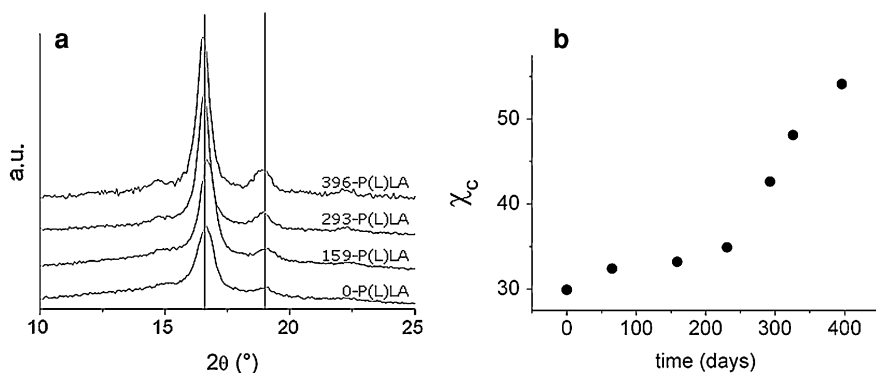 a
a.u.
396-P(L)LA
293-P(L)LA
159-P(L)LA
0-P(L)LA
10 15 20 25
2θ (°)
b
χc
50
40
30
0 100 200 300 400
time (days)